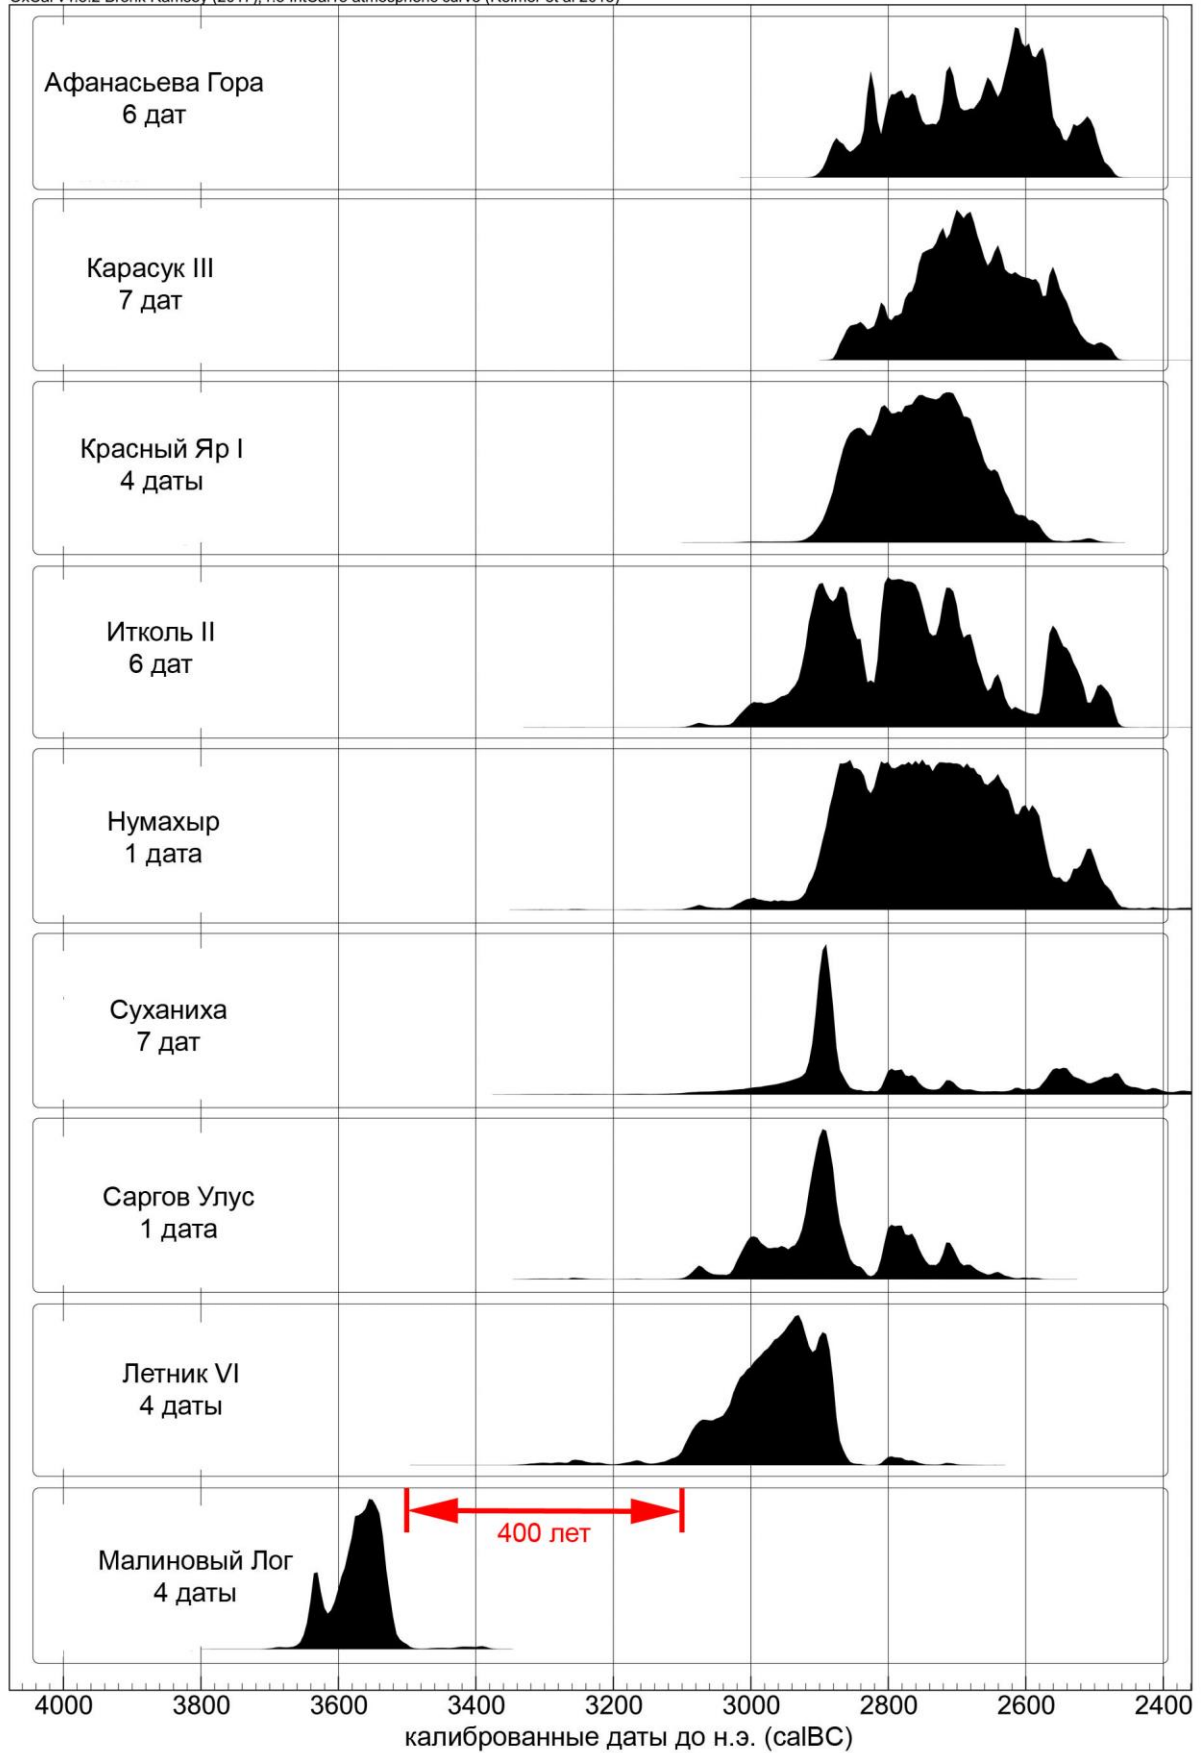 Афанасьева Гора
6 дат
Карасук III
7 дат
Красный Яр I
4 даты
Итколь II
6 дат
Нумахыр
1 дата
Суханиха
7 дат
Саргов Улус
1 дата
Летник VI
4 даты
400 лет
Малиновый Лог
4 даты
4000 3800 3600 3400 3200 3000 2800 2600 2400
калиброванные даты до н.э. (calBC)